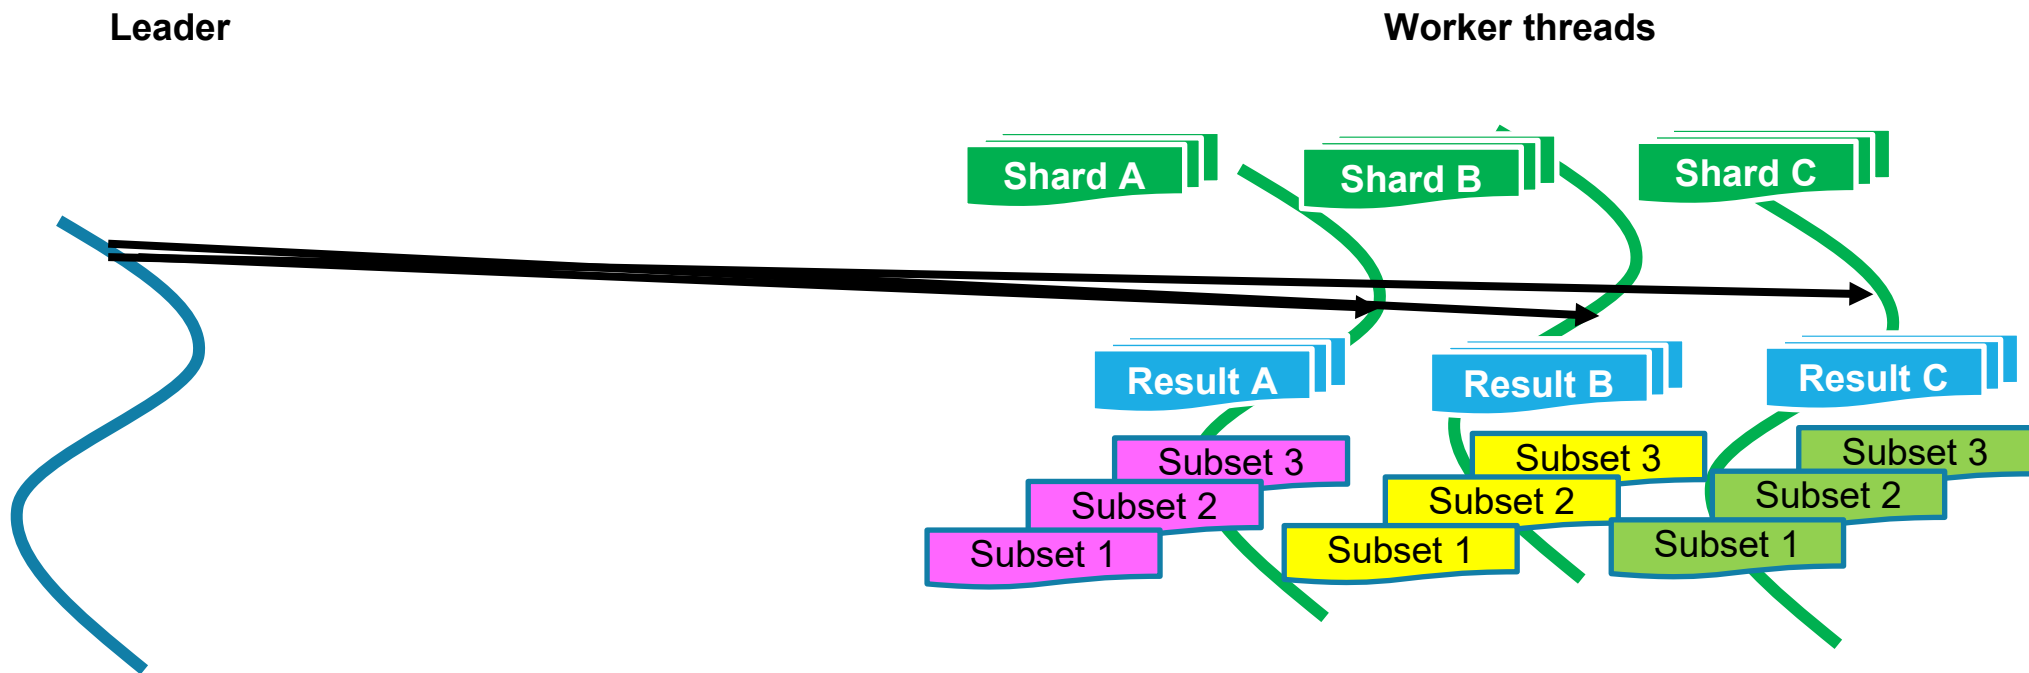 Leader
Worker threads
Shard A
Shard B
Shard C
Result A
Result B
Result C
Subset 3
Subset 2
Subset 1
Subset 3
Subset 2
Subset 1
Subset 3
Subset 2
Subset 1